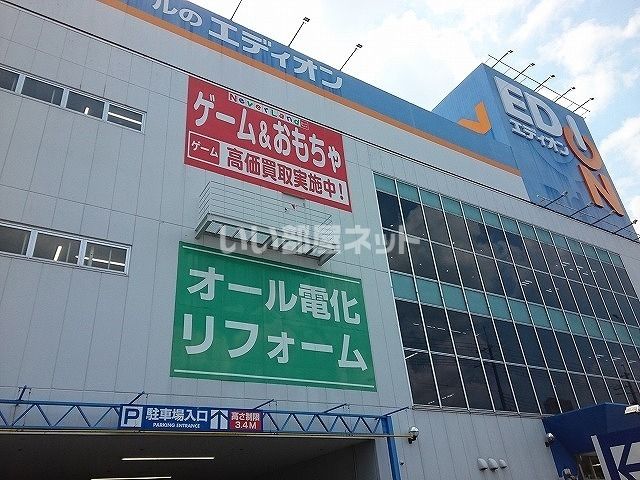 ルの エディオン
EDION
エディオン
NeverLand
ゲーム&おもちゃ
ゲーム 高価買取実施中!
いい部屋ネット
オール電化
リフォーム
P 駐車場入口
PARKING ENTRANCE
高さ制限
3.4M